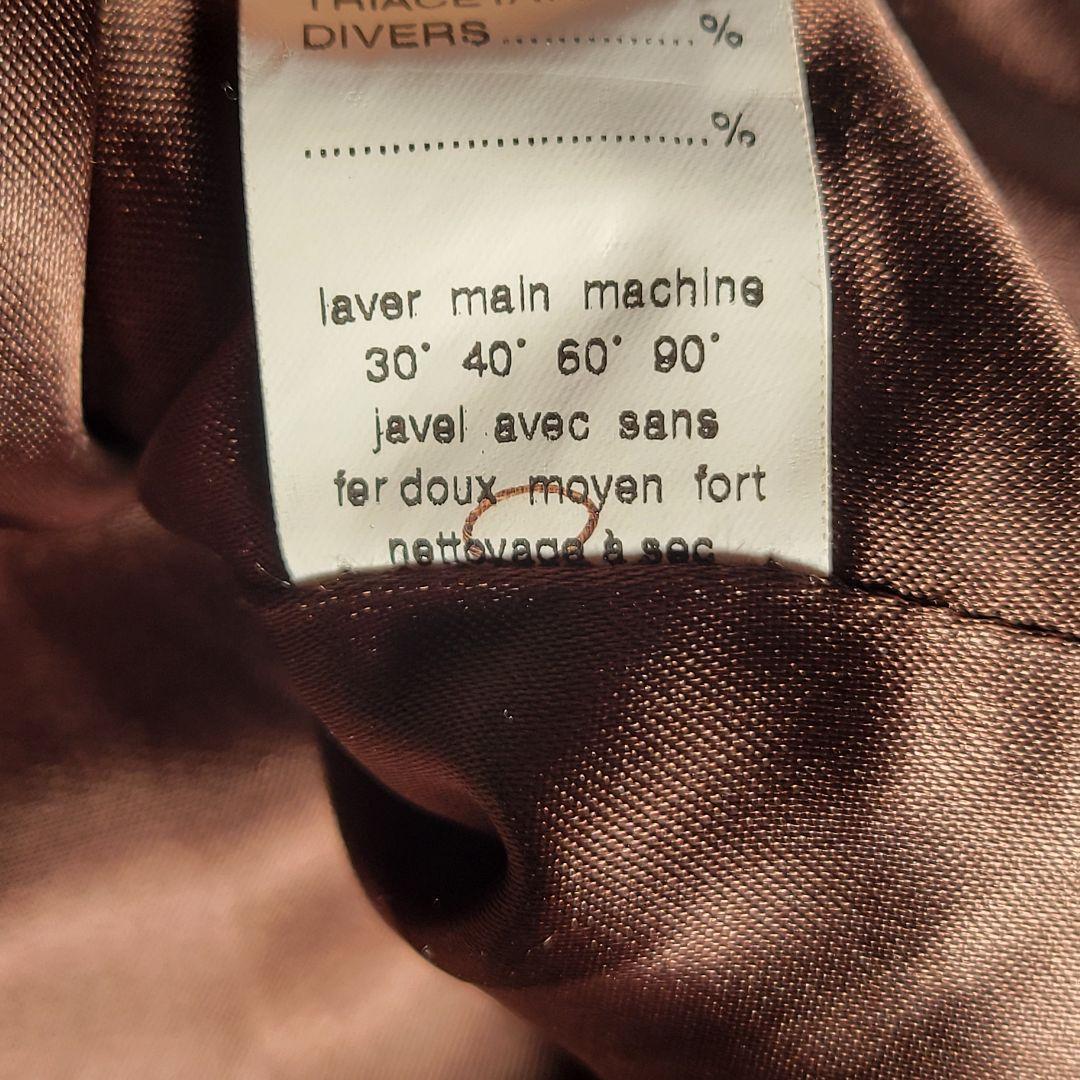 DIVERS..........................%
.......................................%
laver main machine
30° 40° 60° 90°
javel avec sans
fer doux moyen fort
nettoyage à sec